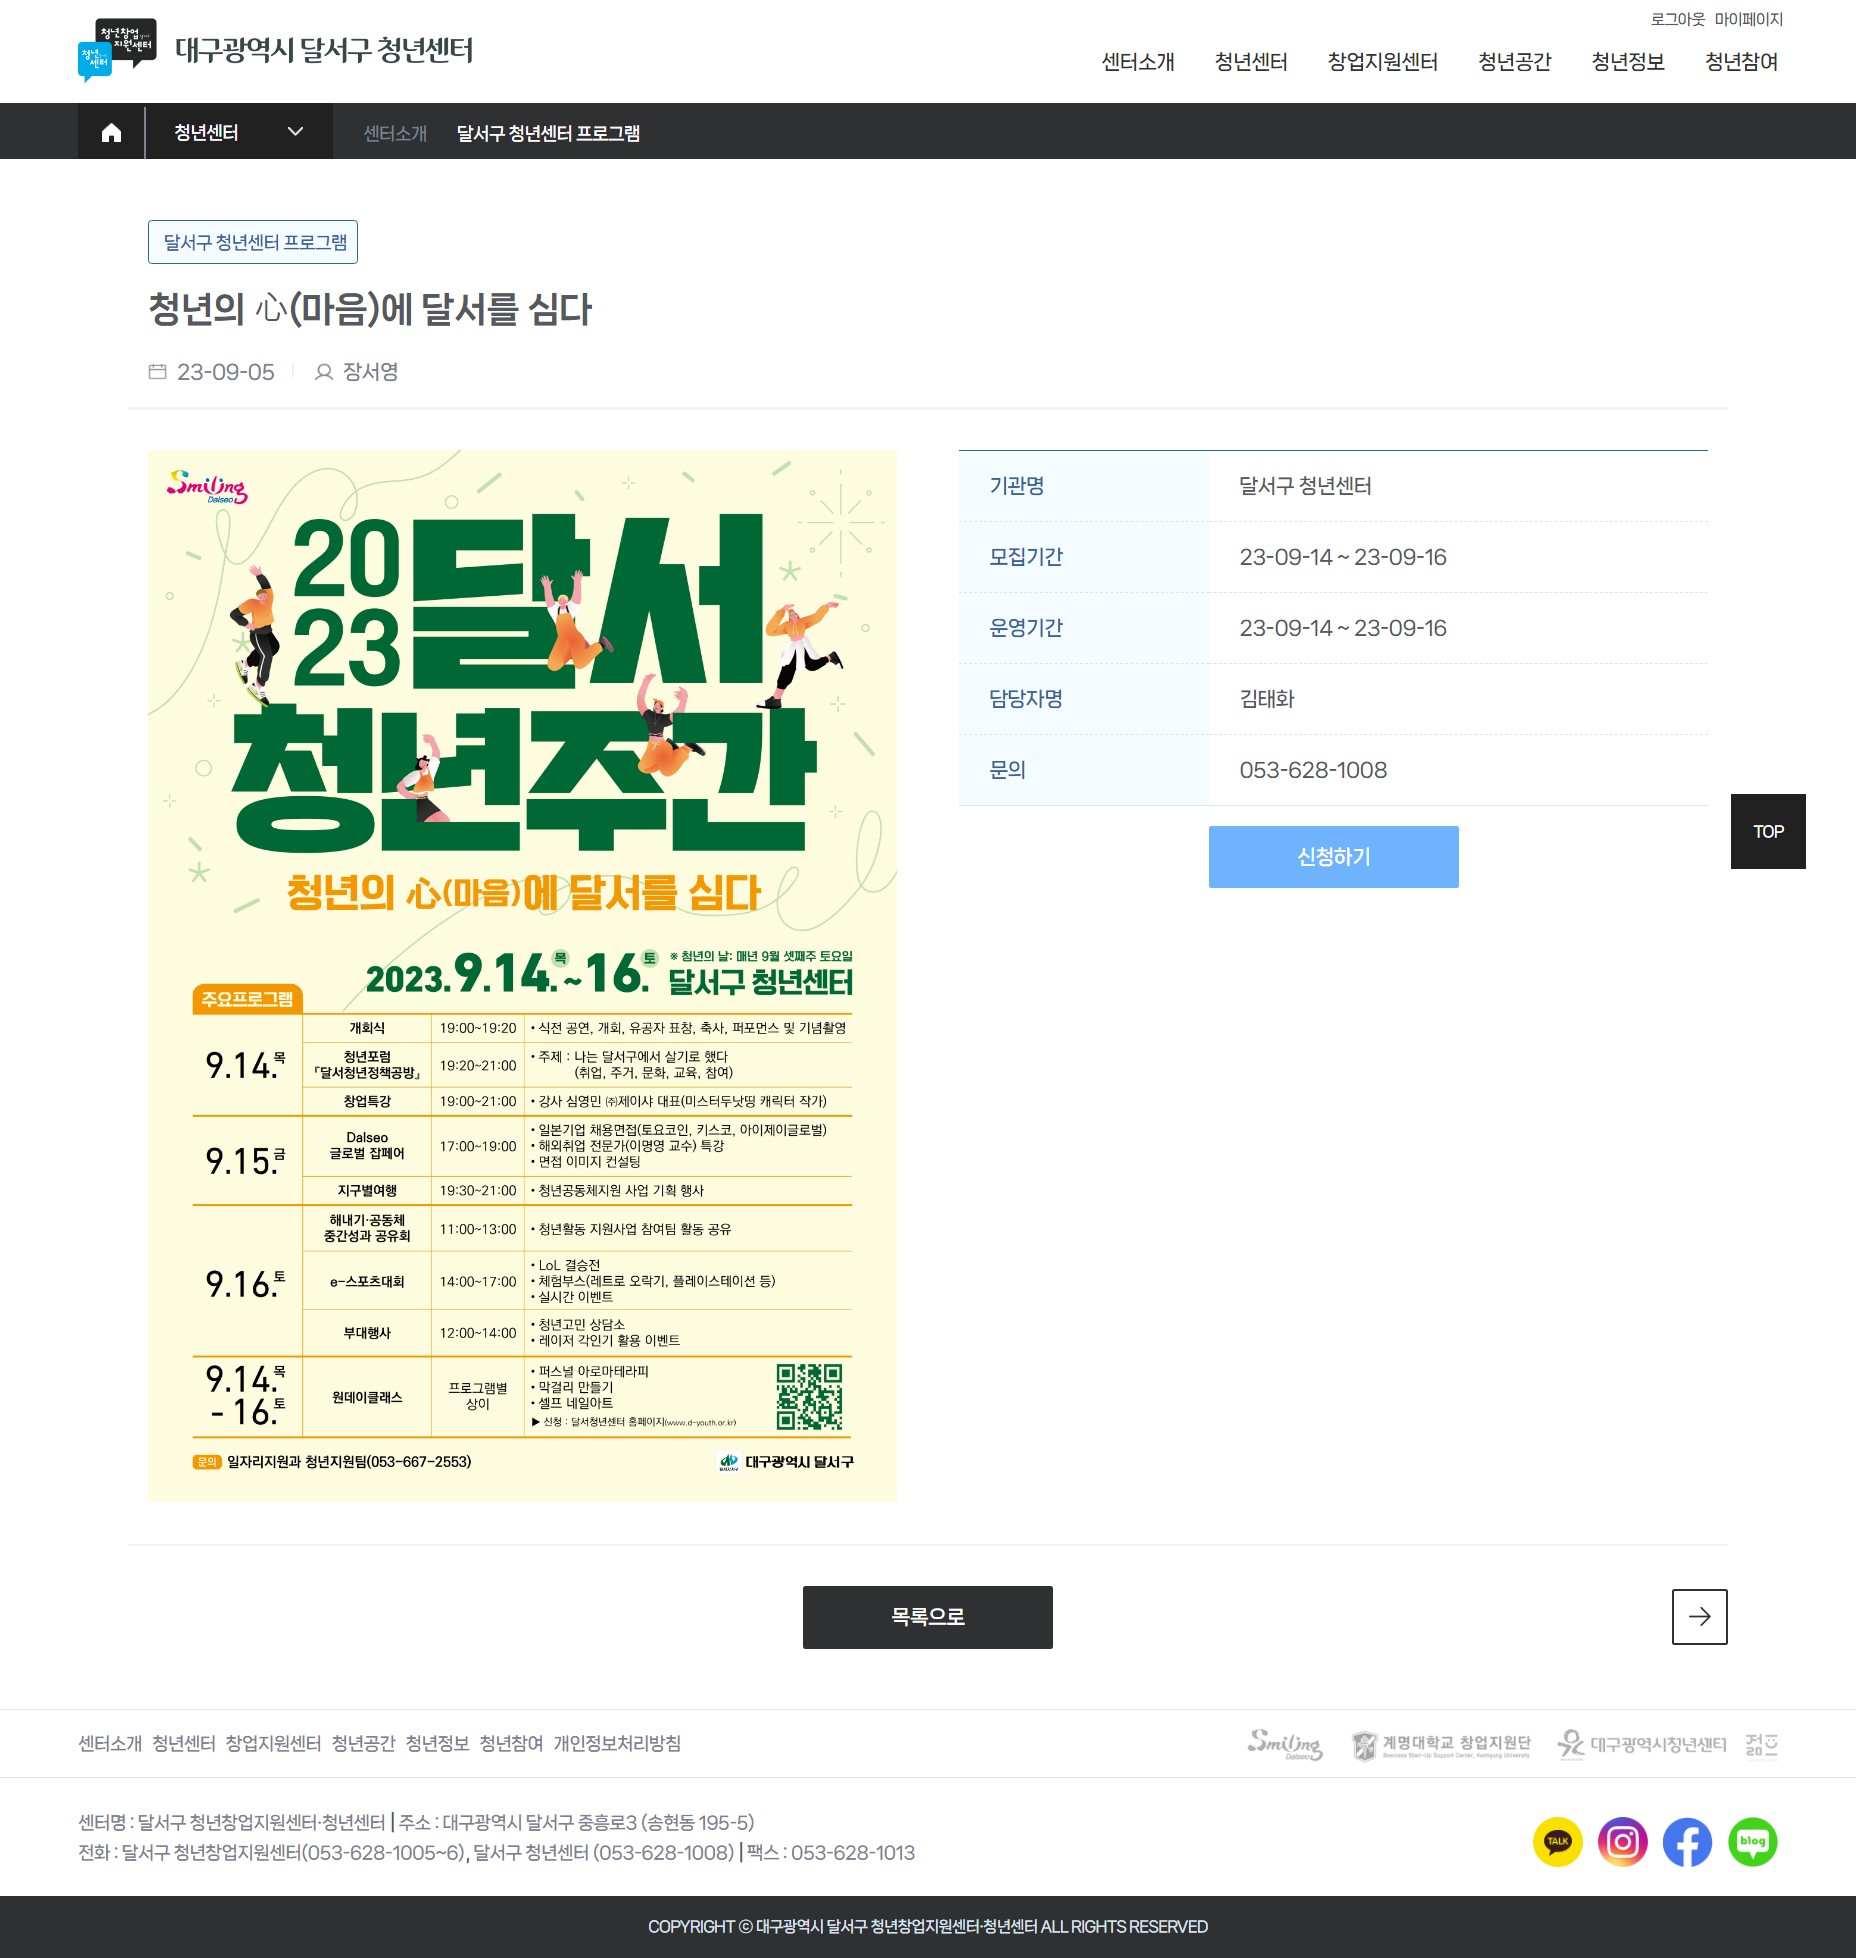 로그아웃 마이페이지
청년창업 지원센터
청년 센터
대구광역시 달서구 청년센터
센터소개 청년센터 창업지원센터 청년공간 청년정보 청년참여
청년센터 센터소개 달서구 청년센터 프로그램
달서구 청년센터 프로그램
청년의 心(마음)에 달서를 심다
23-09-05 장서영
Smiling
Dalseo
2023 달서
청년주간
청년의 心(마음)에 달서를 심다
※ 청년의 날: 매년 9월 셋째주 토요일
2023. 9.14.목~16.토 달서구 청년센터
주요프로그램
9.14.목
개회식 19:00~19:20 • 식전 공연, 개회, 유공자 표창, 축사, 퍼포먼스 및 기념촬영
청년포럼 『달서청년정책공방』 19:20~21:00 • 주제 : 나는 달서구에서 살기로 했다
(취업, 주거, 문화, 교육, 참여)
창업특강 19:00~21:00 • 강사 심영민 ㈜제이샤 대표(미스터두낫띵 캐릭터 작가)
9.15.금
Dalseo 글로벌 잡페어 17:00~19:00 • 일본기업 채용면접(토요코인, 키스코, 아이제이글로벌)
• 해외취업 전문가(이명영 교수) 특강
• 면접 이미지 컨설팅
지구별여행 19:30~21:00 • 청년공동체지원 사업 기획 행사
9.16.토
해내기·공동체 중간성과 공유회 11:00~13:00 • 청년활동 지원사업 참여팀 활동 공유
e-스포츠대회 14:00~17:00 • LoL 결승전
• 체험부스(레트로 오락기, 플레이스테이션 등)
• 실시간 이벤트
부대행사 12:00~14:00 • 청년고민 상담소
• 레이저 각인기 활용 이벤트
9.14.목 - 16.토
원데이클래스 프로그램별 상이 • 퍼스널 아로마테라피
• 막걸리 만들기
• 셀프 네일아트
▶ 신청 : 달서청년센터 홈페이지(www.d-youth.or.kr)
문의 일자리지원과 청년지원팀(053-667-2553)
대구광역시 달서구
기관명 달서구 청년센터
모집기간 23-09-14 ~ 23-09-16
운영기간 23-09-14 ~ 23-09-16
담당자명 김태화
문의 053-628-1008
신청하기
TOP
목록으로
센터소개 청년센터 창업지원센터 청년공간 청년정보 청년참여 개인정보처리방침
Smiling
Dalseo
계명대학교 창업지원단
Business Start-Up Support Center, Keimyung University
대구광역시청년센터
센터명 : 달서구 청년창업지원센터·청년센터 | 주소 : 대구광역시 달서구 중흥로3 (송현동 195-5)
전화 : 달서구 청년창업지원센터(053-628-1005~6), 달서구 청년센터 (053-628-1008) | 팩스 : 053-628-1013
TALK
blog
COPYRIGHT ⓒ 대구광역시 달서구 청년창업지원센터·청년센터 ALL RIGHTS RESERVED